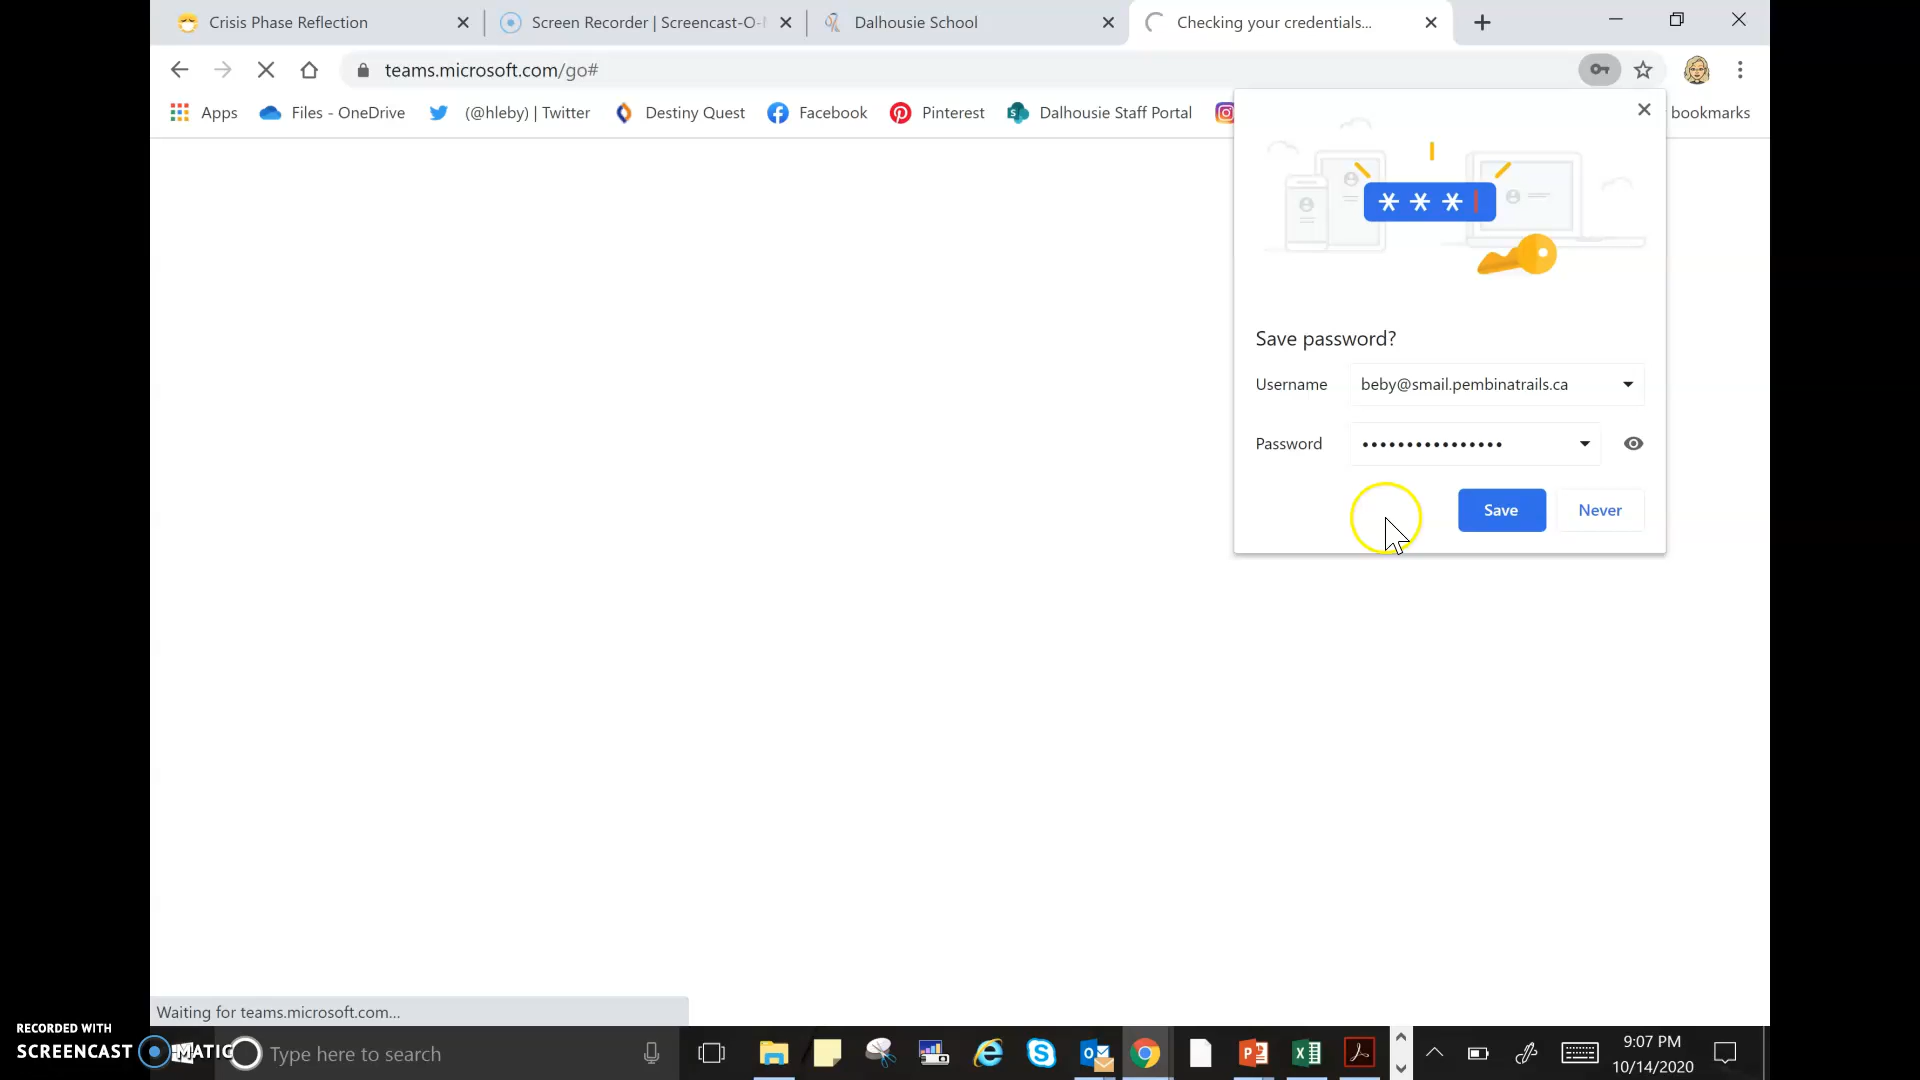 Crisis Phase Reflection
Screen Recorder | Screencast-O-
Dalhousie School
Checking your credentials...
teams.microsoft.com/go#
Apps
Files - OneDrive
(@hleby) | Twitter
Destiny Quest
Facebook
Pinterest
Dalhousie Staff Portal
bookmarks
***
Save password?
Username
beby@smail.pembinatrails.ca
Password
••••••••••••••••
Save
Never
Waiting for teams.microsoft.com...
RECORDED WITH
SCREENCAST MATIC
Type here to search
9:07 PM
10/14/2020